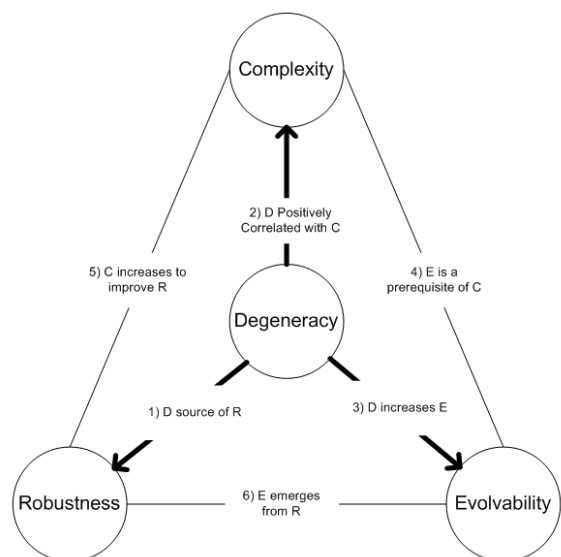 Complexity
2) D Positively
Correlated with C
5) C increases to
improve R
4) E is a
prerequisite of C
Degeneracy
1) D source of R
3) D increases E
Robustness
6) E emerges
from R
Evolvability